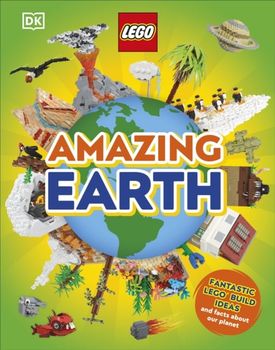 DK
LEGO
AMAZING
EARTH
FANTASTIC
LEGO BUILD
IDEAS
and facts about
our planet